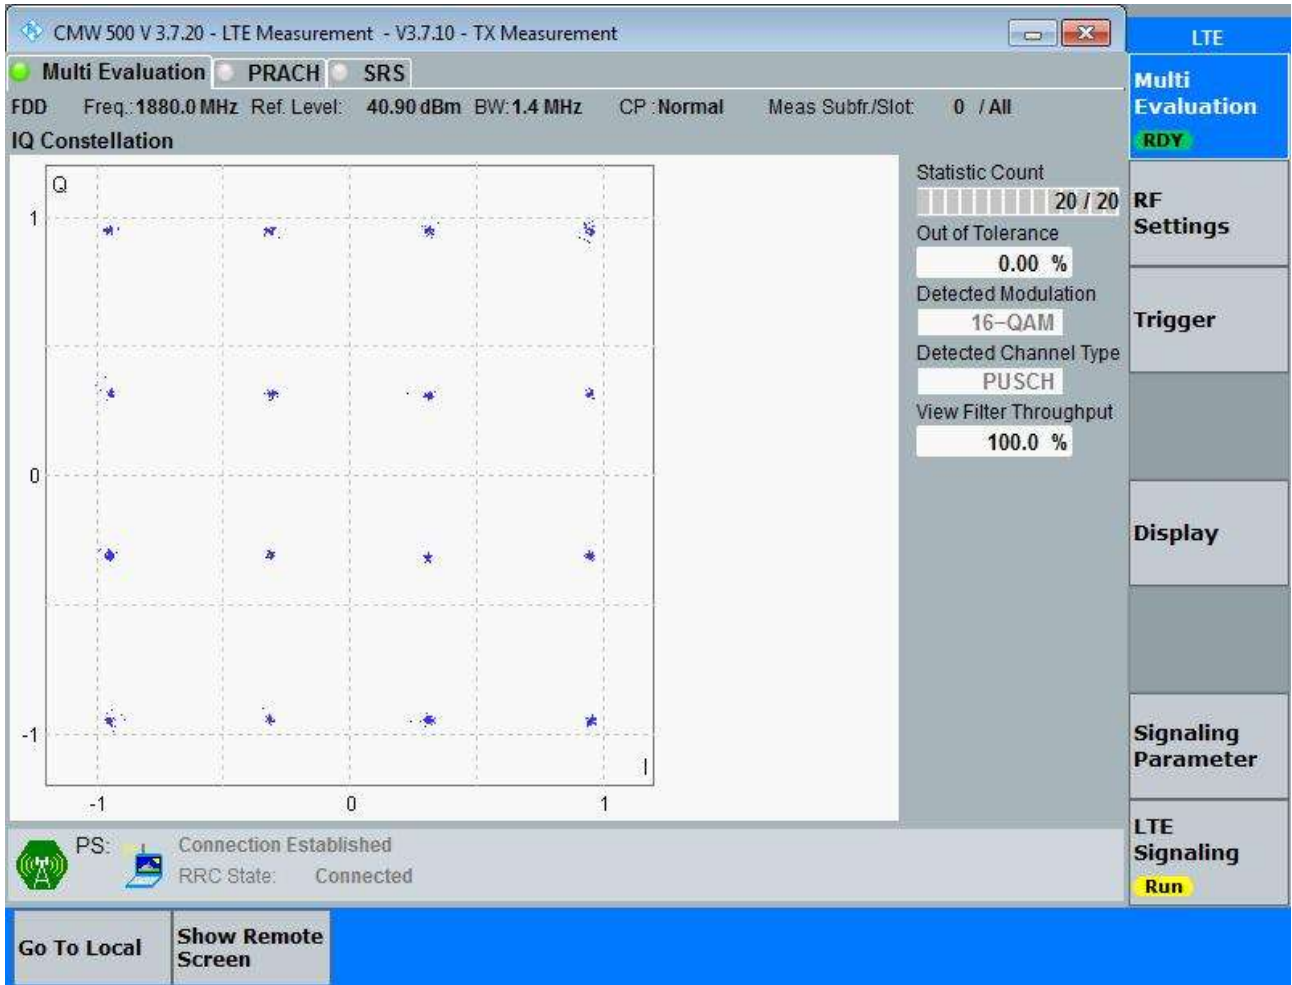 CMW 500 V 3.7.20 - LTE Measurement - V3.7.10 - TX Measurement
LTE
Multi Evaluation PRACH SRS
FDD Freq.:1880.0 MHz Ref. Level: 40.90 dBm BW:1.4 MHz CP :Normal Meas Subfr./Slot: 0 / All
IQ Constellation
Q
1
0
-1
I
-1 0 1
Statistic Count
20 / 20
Out of Tolerance
0.00 %
Detected Modulation
16-QAM
Detected Channel Type
PUSCH
View Filter Throughput
100.0 %
Multi
Evaluation
RDY
RF
Settings
Trigger
Display
Signaling
Parameter
LTE
Signaling
Run
PS: Connection Established
RRC State: Connected
Go To Local
Show Remote
Screen